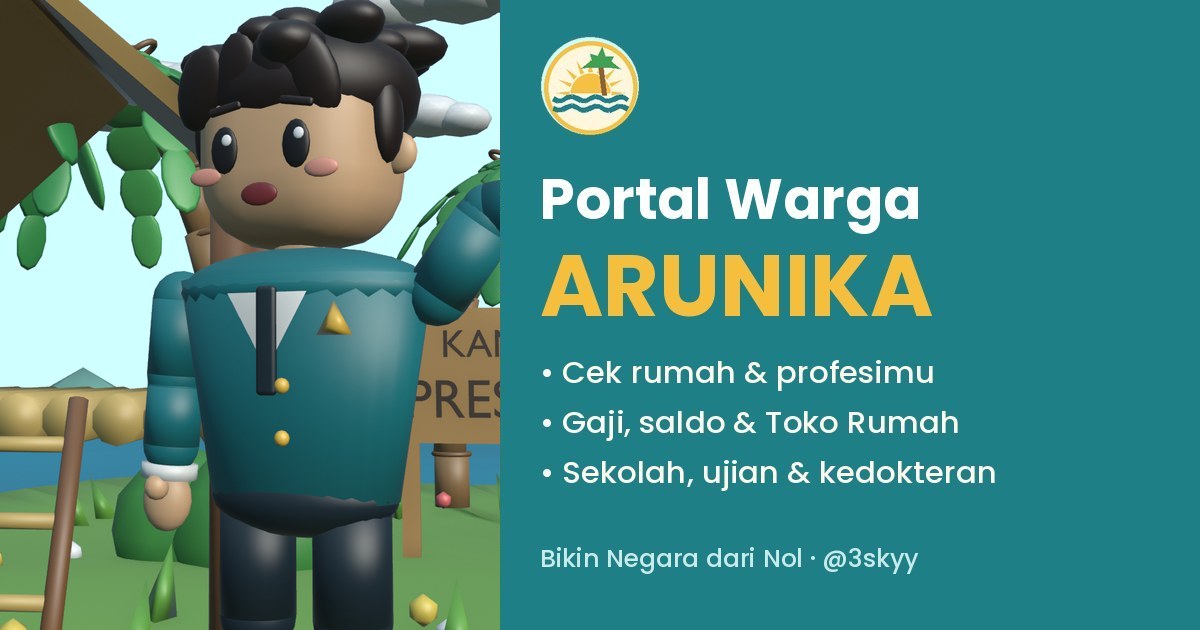 Portal Warga
ARUNIKA
• Cek rumah & profesimu
• Gaji, saldo & Toko Rumah
• Sekolah, ujian & kedokteran
Bikin Negara dari Nol · @3skyy